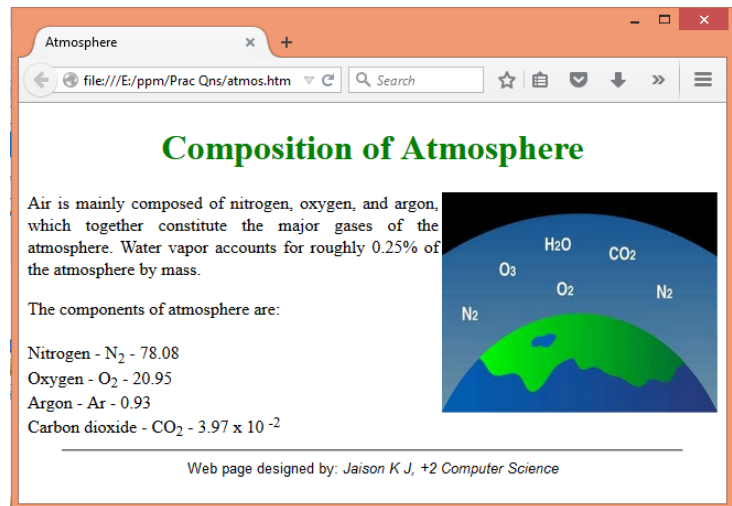 Atmosphere
file:///E:/ppm/Prac Qns/atmos.htm
Search
Composition of Atmosphere
Air is mainly composed of nitrogen, oxygen, and argon,
which together constitute the major gases of the
atmosphere. Water vapor accounts for roughly 0.25% of
the atmosphere by mass.
The components of atmosphere are:
Nitrogen - N₂ - 78.08
Oxygen - O₂ - 20.95
Argon - Ar - 0.93
Carbon dioxide - CO₂ - 3.97 x 10 ⁻²
H₂O
CO₂
O₃
O₂
N₂
N₂
Web page designed by: Jaison K J, +2 Computer Science